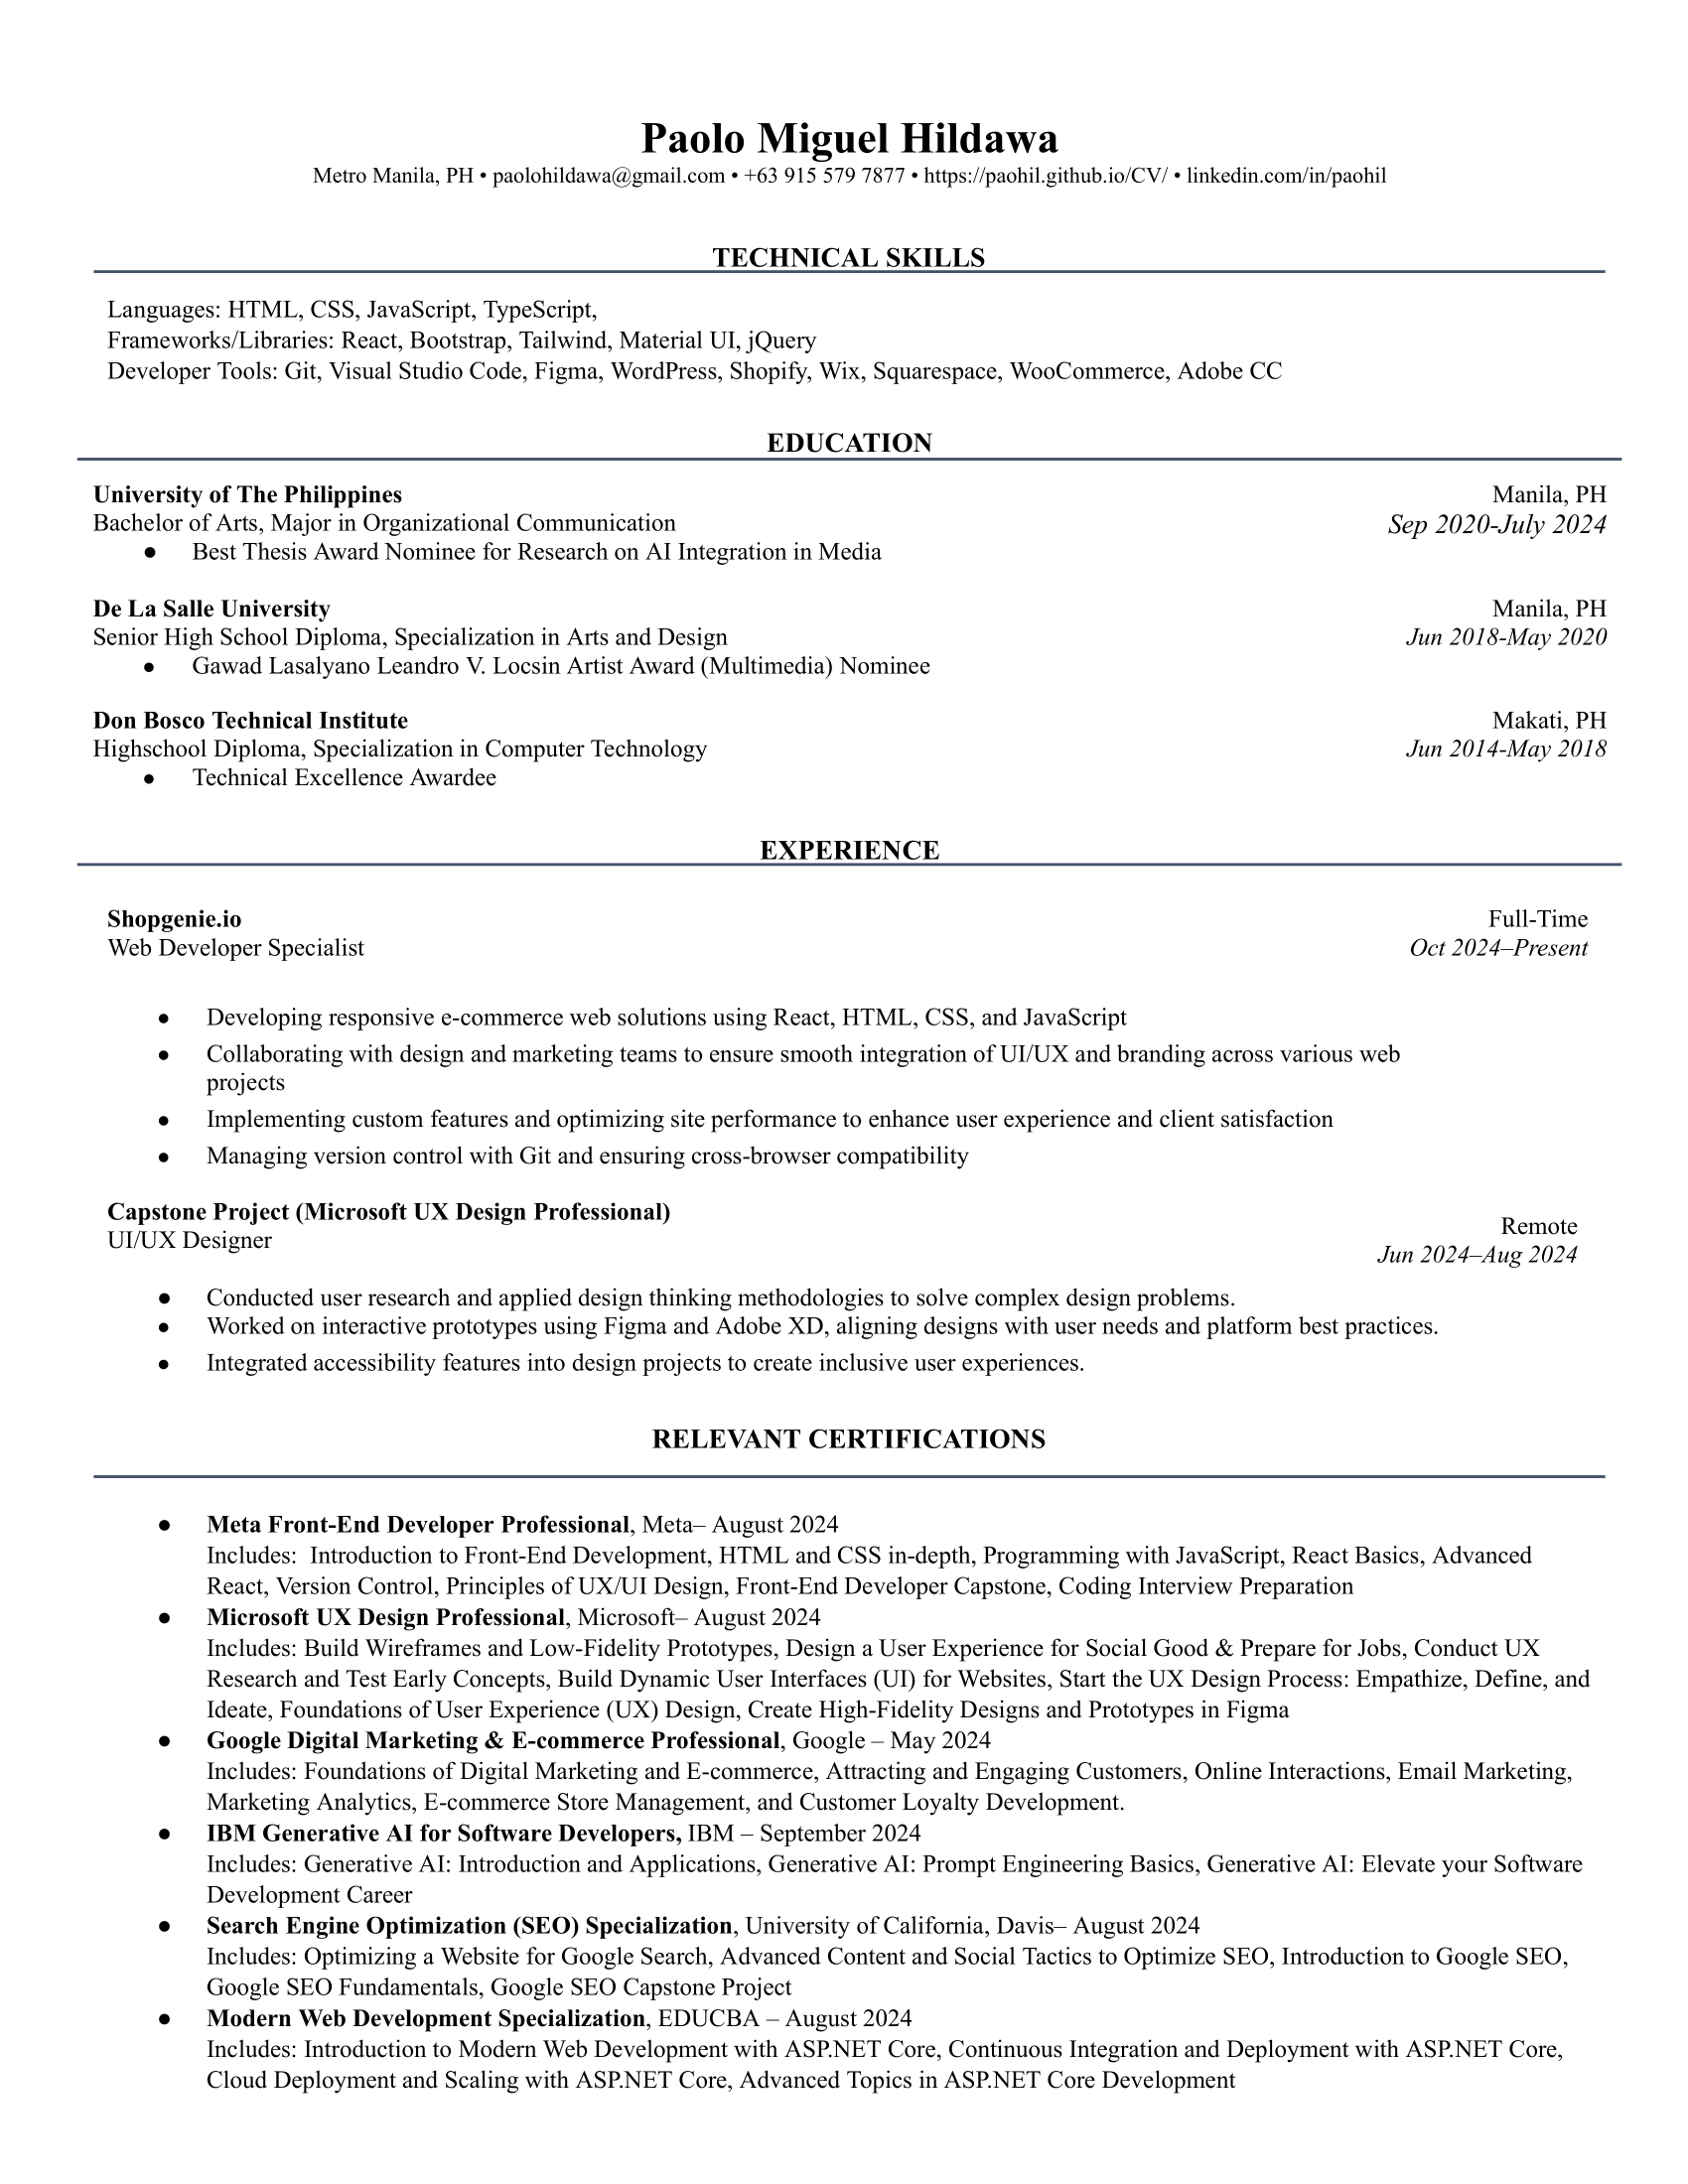 Paolo Miguel Hildawa
Metro Manila, PH • paolohildawa@gmail.com • +63 915 579 7877 • https://paohil.github.io/CV/ • linkedin.com/in/paohil
TECHNICAL SKILLS
Languages: HTML, CSS, JavaScript, TypeScript,
Frameworks/Libraries: React, Bootstrap, Tailwind, Material UI, jQuery
Developer Tools: Git, Visual Studio Code, Figma, WordPress, Shopify, Wix, Squarespace, WooCommerce, Adobe CC
EDUCATION
University of The Philippines Manila, PH
Bachelor of Arts, Major in Organizational Communication Sep 2020-July 2024
● Best Thesis Award Nominee for Research on AI Integration in Media
De La Salle University Manila, PH
Senior High School Diploma, Specialization in Arts and Design Jun 2018-May 2020
● Gawad Lasalyano Leandro V. Locsin Artist Award (Multimedia) Nominee
Don Bosco Technical Institute Makati, PH
Highschool Diploma, Specialization in Computer Technology Jun 2014-May 2018
● Technical Excellence Awardee
EXPERIENCE
Shopgenie.io Full-Time
Web Developer Specialist Oct 2024–Present
● Developing responsive e-commerce web solutions using React, HTML, CSS, and JavaScript
● Collaborating with design and marketing teams to ensure smooth integration of UI/UX and branding across various web
projects
● Implementing custom features and optimizing site performance to enhance user experience and client satisfaction
● Managing version control with Git and ensuring cross-browser compatibility
Capstone Project (Microsoft UX Design Professional) Remote
UI/UX Designer Jun 2024–Aug 2024
● Conducted user research and applied design thinking methodologies to solve complex design problems.
● Worked on interactive prototypes using Figma and Adobe XD, aligning designs with user needs and platform best practices.
● Integrated accessibility features into design projects to create inclusive user experiences.
RELEVANT CERTIFICATIONS
● Meta Front-End Developer Professional, Meta– August 2024
Includes:  Introduction to Front-End Development, HTML and CSS in-depth, Programming with JavaScript, React Basics, Advanced
React, Version Control, Principles of UX/UI Design, Front-End Developer Capstone, Coding Interview Preparation
● Microsoft UX Design Professional, Microsoft– August 2024
Includes: Build Wireframes and Low-Fidelity Prototypes, Design a User Experience for Social Good & Prepare for Jobs, Conduct UX
Research and Test Early Concepts, Build Dynamic User Interfaces (UI) for Websites, Start the UX Design Process: Empathize, Define, and
Ideate, Foundations of User Experience (UX) Design, Create High-Fidelity Designs and Prototypes in Figma
● Google Digital Marketing & E-commerce Professional, Google – May 2024
Includes: Foundations of Digital Marketing and E-commerce, Attracting and Engaging Customers, Online Interactions, Email Marketing,
Marketing Analytics, E-commerce Store Management, and Customer Loyalty Development.
● IBM Generative AI for Software Developers, IBM – September 2024
Includes: Generative AI: Introduction and Applications, Generative AI: Prompt Engineering Basics, Generative AI: Elevate your Software
Development Career
● Search Engine Optimization (SEO) Specialization, University of California, Davis– August 2024
Includes: Optimizing a Website for Google Search, Advanced Content and Social Tactics to Optimize SEO, Introduction to Google SEO,
Google SEO Fundamentals, Google SEO Capstone Project
● Modern Web Development Specialization, EDUCBA – August 2024
Includes: Introduction to Modern Web Development with ASP.NET Core, Continuous Integration and Deployment with ASP.NET Core,
Cloud Deployment and Scaling with ASP.NET Core, Advanced Topics in ASP.NET Core Development